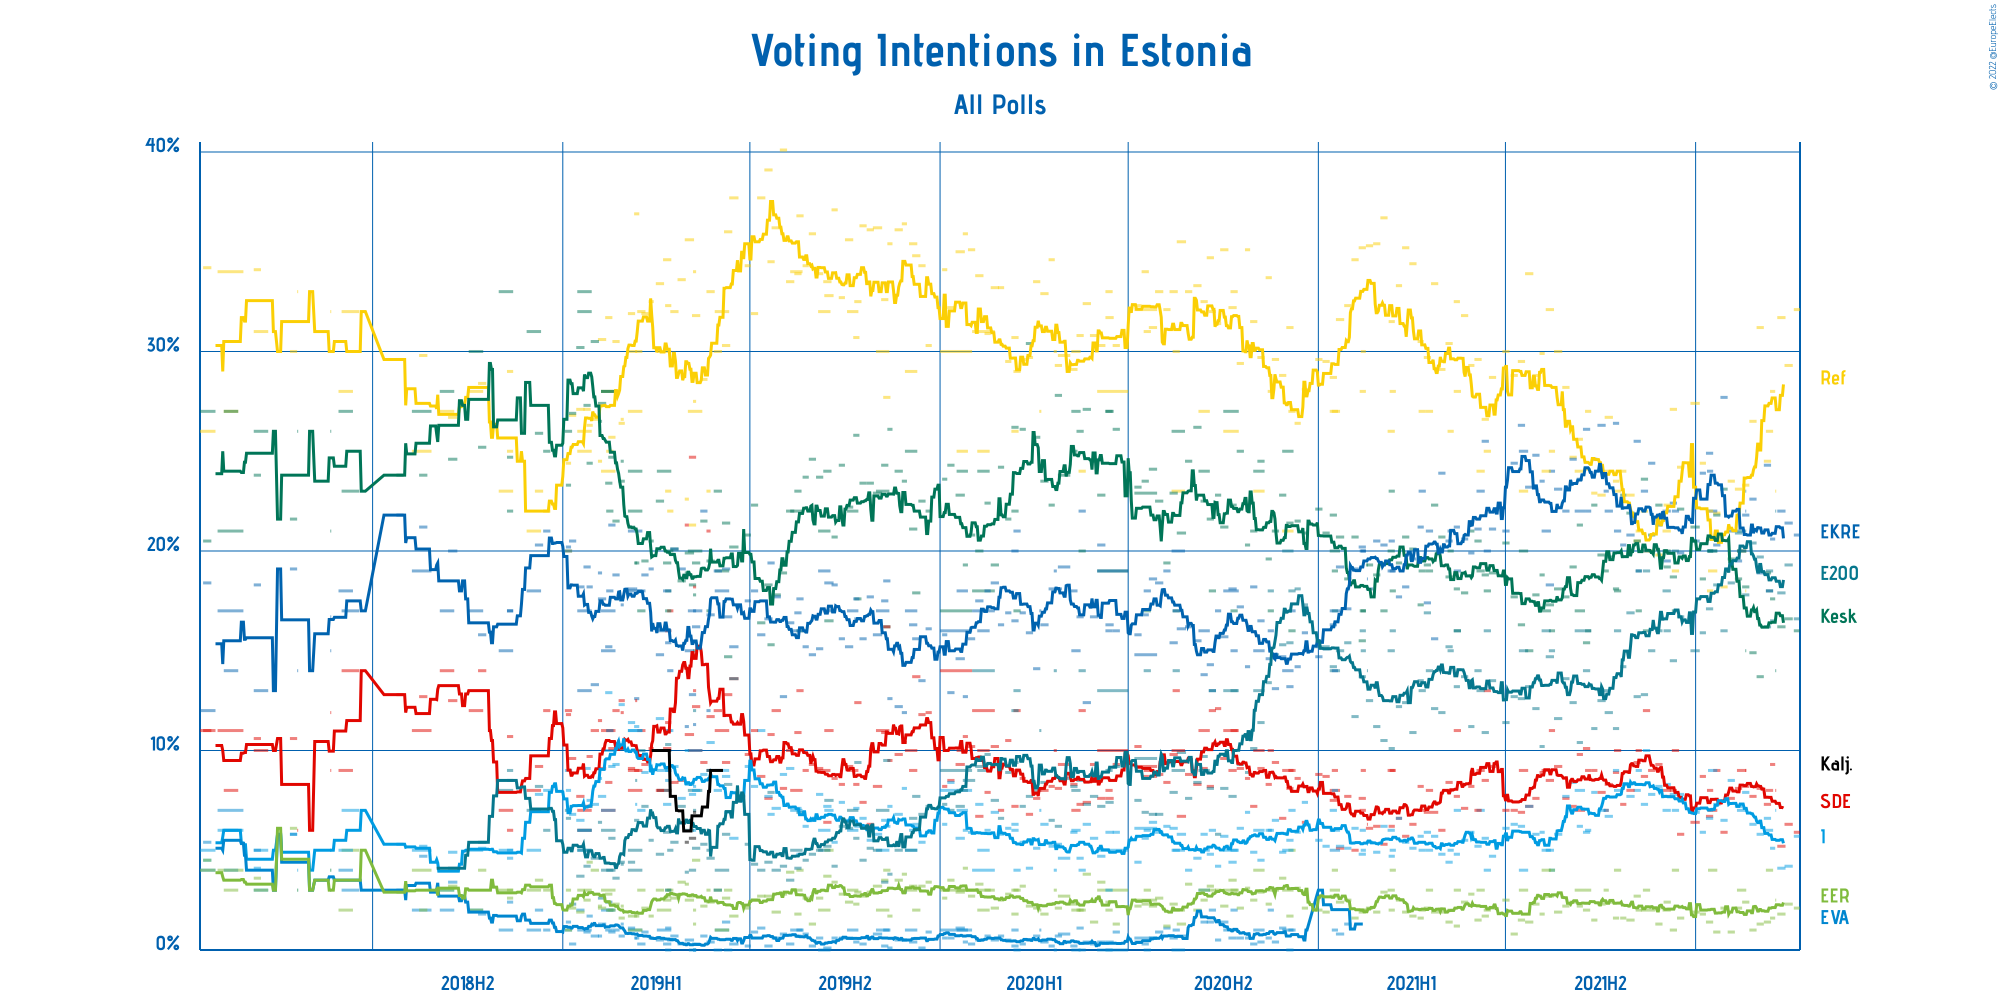 Voting Intentions in Estonia
All Polls
© 2022 @EuropeElects
40%
30%
20%
10%
0%
Ref
EKRE
E200
Kesk
Kalj.
SDE
I
EER
EVA
2018H2
2019H1
2019H2
2020H1
2020H2
2021H1
2021H2